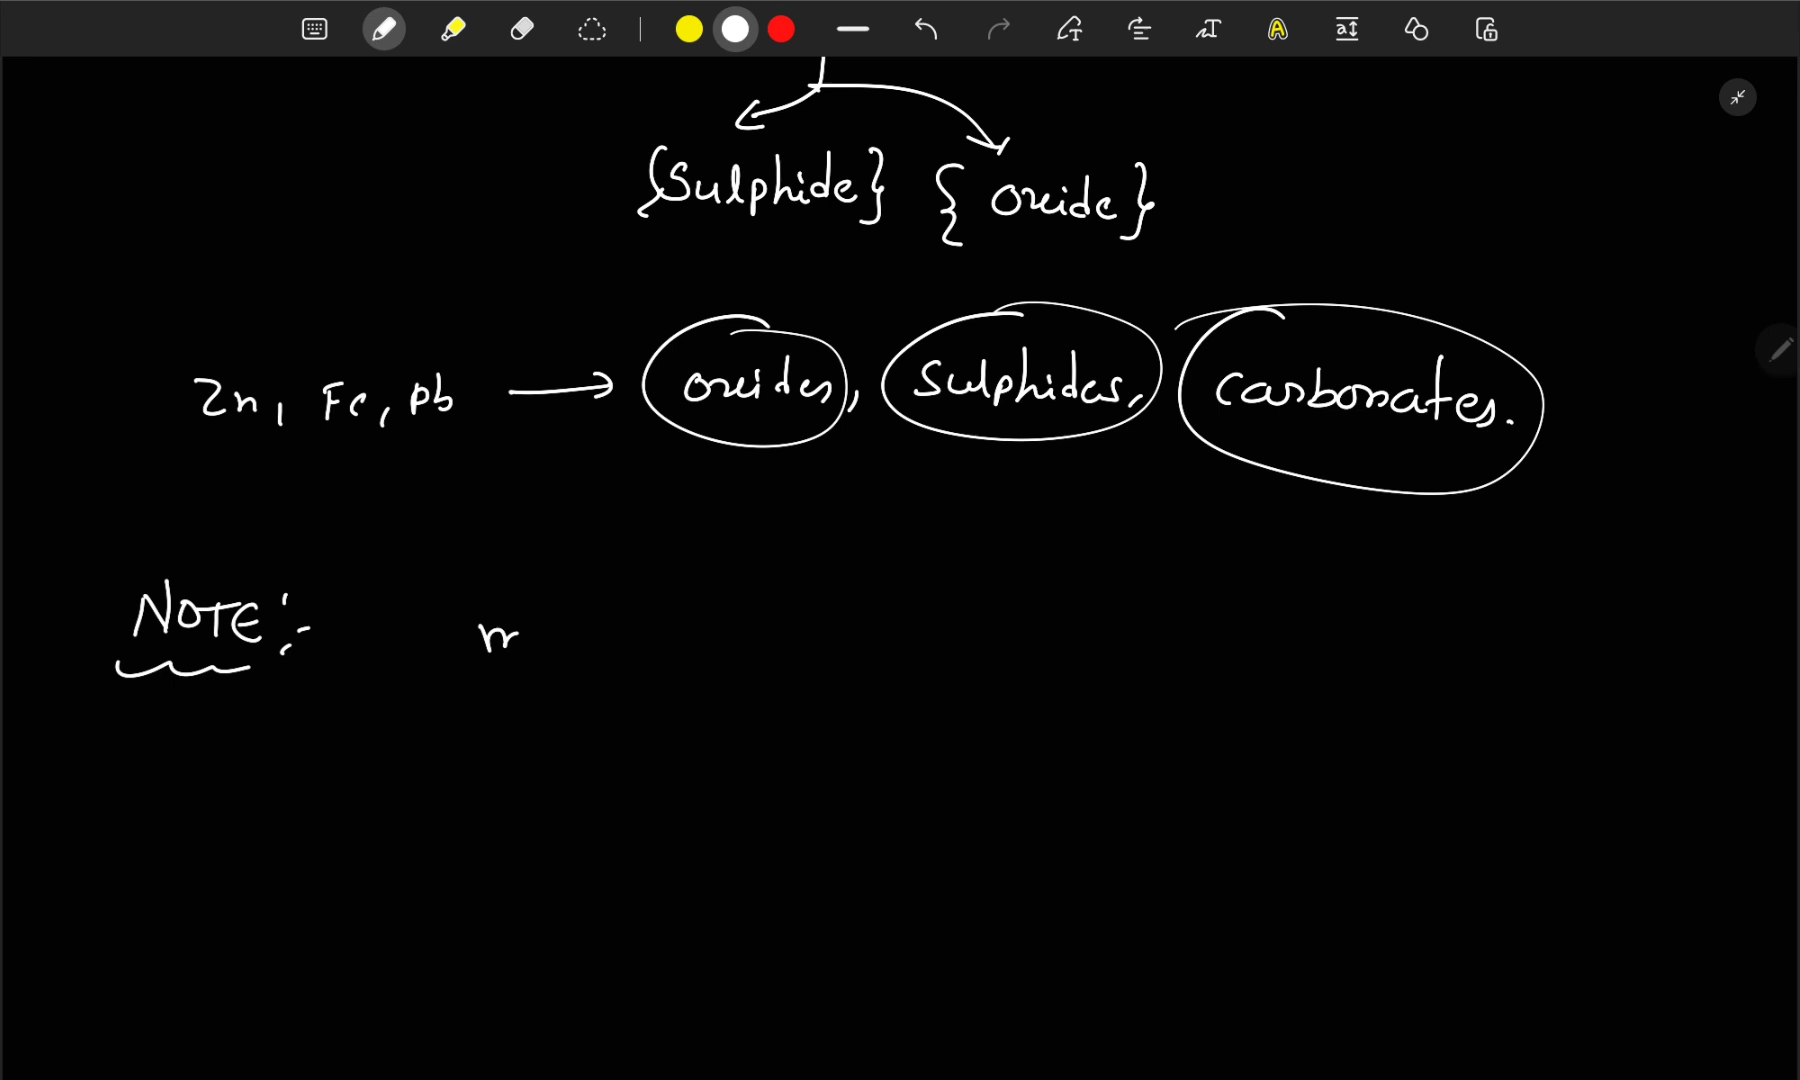 {Sulphide} {oxide}
Zn, Fe, Pb → oxides, Sulphides, Carbonates.
NOTE :-